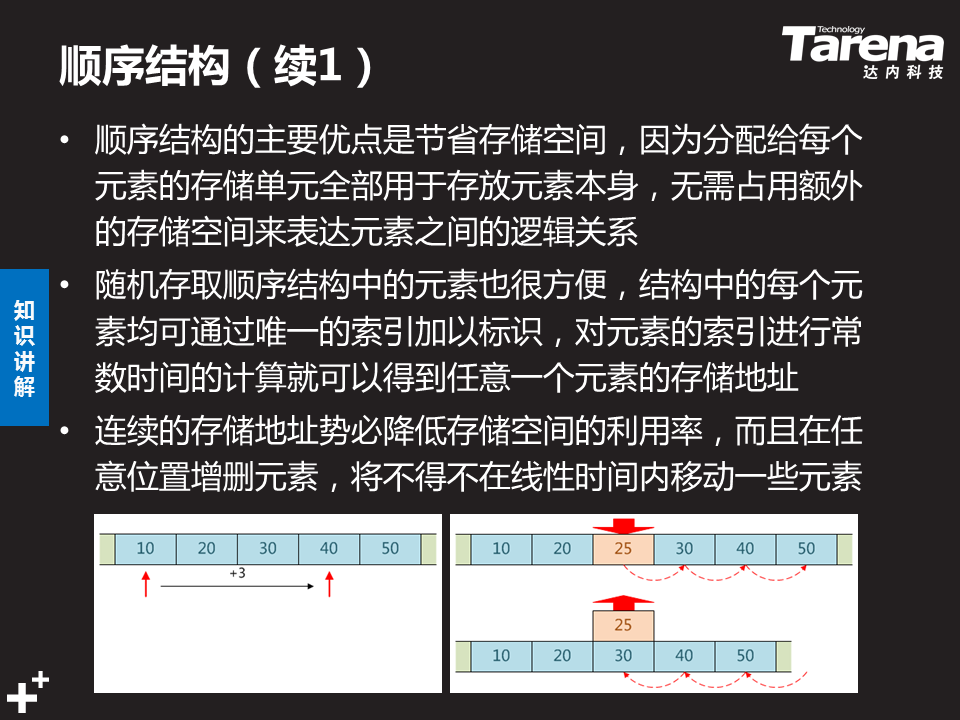 顺序结构（续1）
Technology
Tarena
达内科技
• 顺序结构的主要优点是节省存储空间，因为分配给每个
元素的存储单元全部用于存放元素本身，无需占用额外
的存储空间来表达元素之间的逻辑关系
• 随机存取顺序结构中的元素也很方便，结构中的每个元
素均可通过唯一的索引加以标识，对元素的索引进行常
数时间的计算就可以得到任意一个元素的存储地址
• 连续的存储地址势必降低存储空间的利用率，而且在任
意位置增删元素，将不得不在线性时间内移动一些元素
知
识
讲
解
10 20 30 40 50
+3
10 20 25 30 40 50
25
10 20 30 40 50